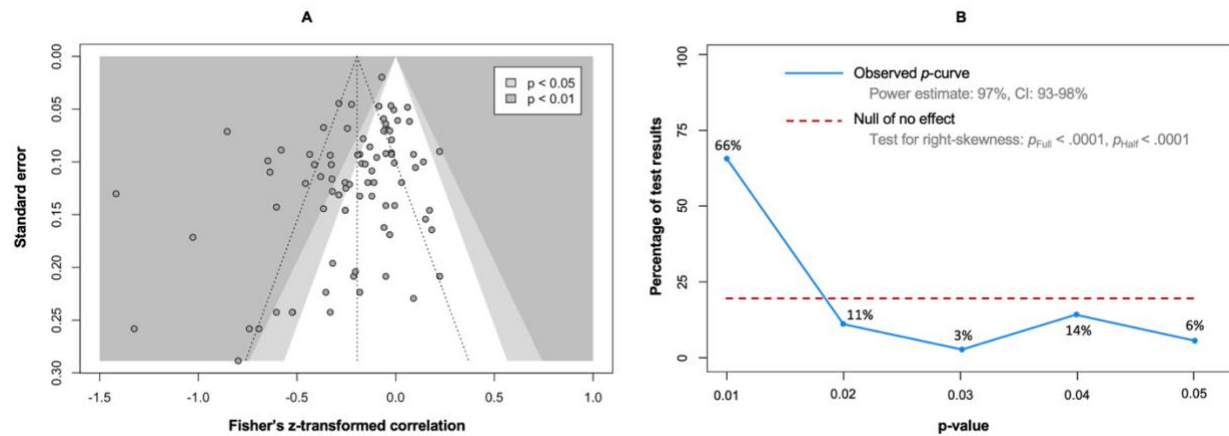 A
Standard error
0.00
0.05
0.10
0.15
0.20
0.25
0.30
p < 0.05
p < 0.01
-1.5
-1.0
-0.5
0.0
0.5
1.0
Fisher's z-transformed correlation
B
Percentage of test results
100
75
50
25
0
Observed p-curve
Power estimate: 97%, CI: 93-98%
Null of no effect
Test for right-skewness: pFull < .0001, pHalf < .0001
66%
11%
3%
14%
6%
0.01
0.02
0.03
0.04
0.05
p-value